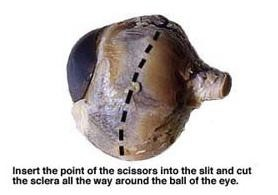 Insert the point of the scissors into the slit and cut
the sclera all the way around the ball of the eye.